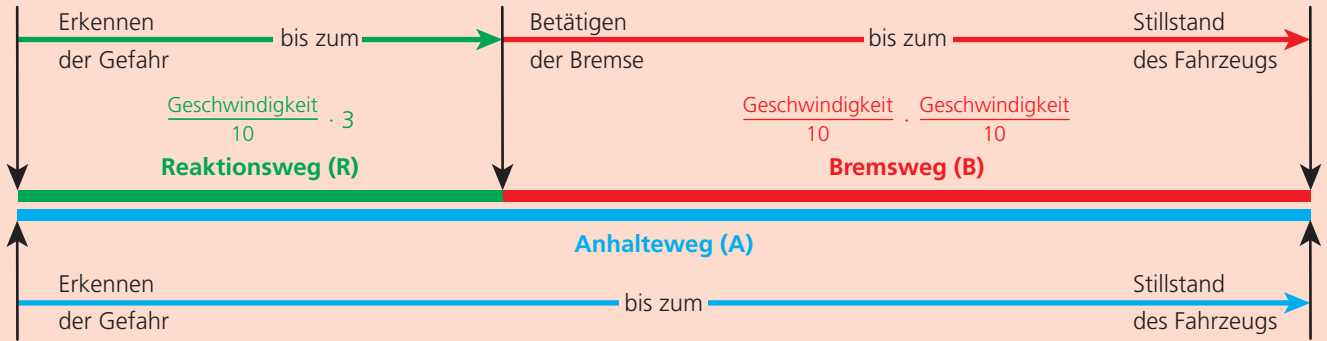 Erkennen
der Gefahr
bis zum
Betätigen
der Bremse
bis zum
Stillstand
des Fahrzeugs
Geschwindigkeit
10
· 3
Geschwindigkeit
10
·
Geschwindigkeit
10
Reaktionsweg (R)
Bremsweg (B)
Anhalteweg (A)
Erkennen
der Gefahr
bis zum
Stillstand
des Fahrzeugs